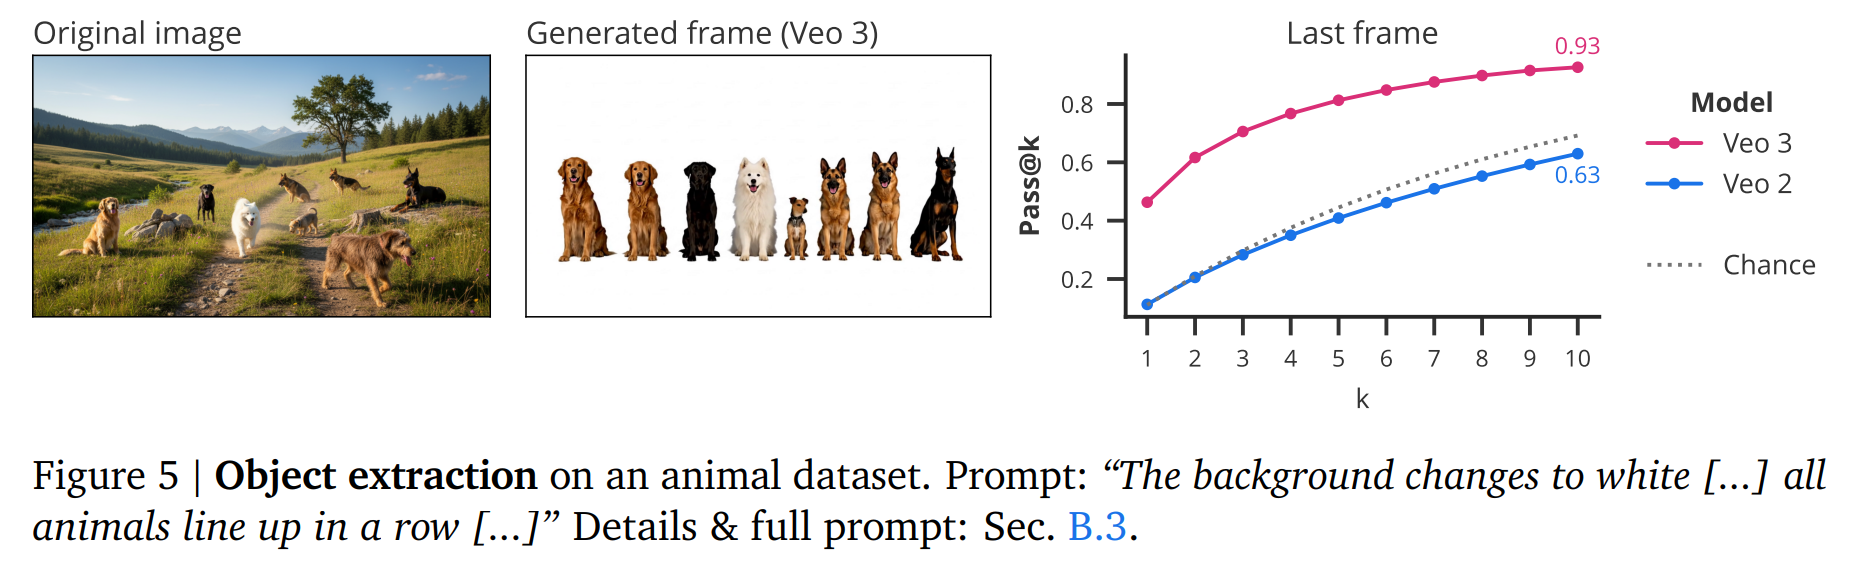 Original image
Generated frame (Veo 3)
Last frame
0.93
0.8
0.6
0.4
0.2
Pass@k
0.63
1 2 3 4 5 6 7 8 9 10
k
Model
Veo 3
Veo 2
Chance
Figure 5 | Object extraction on an animal dataset. Prompt: “The background changes to white [...] all
animals line up in a row [...]” Details & full prompt: Sec. B.3.